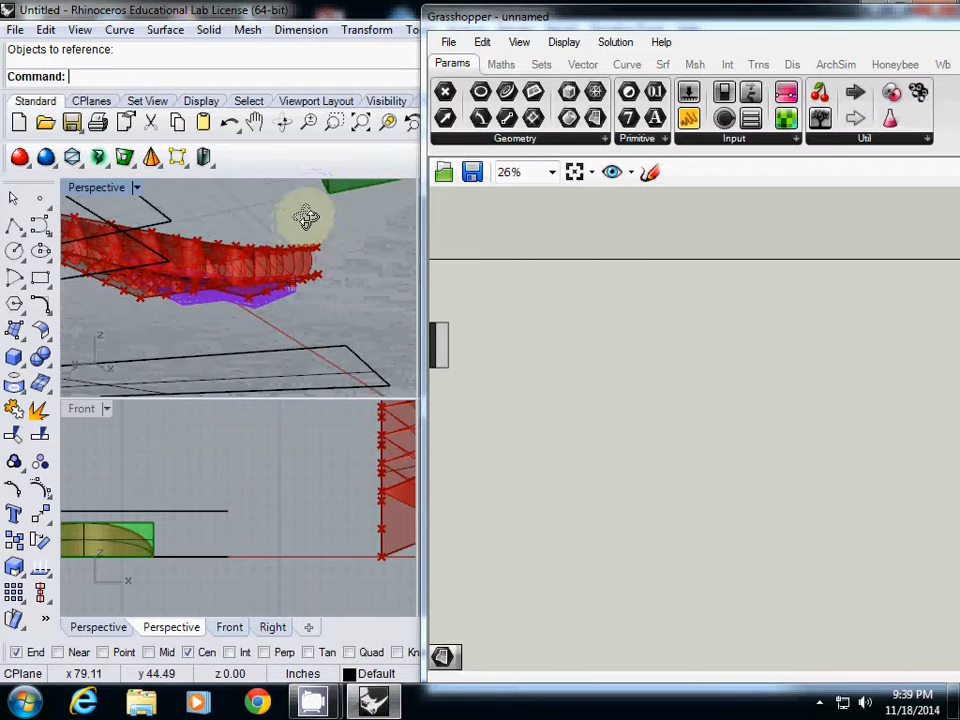 Untitled - Rhinoceros Educational Lab License (64-bit)
File Edit View Curve Surface Solid Mesh Dimension Transform To
Objects to reference:
Command:
Standard CPlanes Set View Display Select Viewport Layout Visibility
Perspective
z
y
x
Front
z
x
Perspective Perspective Front Right
End Near Point Mid Cen Int Perp Tan Quad Kn
CPlane x 79.11 y 44.49 z 0.00 Inches Default
Grasshopper - unnamed
File Edit View Display Solution Help
Params Maths Sets Vector Curve Srf Msh Int Trns Dis ArchSim Honeybee Wb
Geometry Primitive Input Util
26%
9:39 PM
11/18/2014